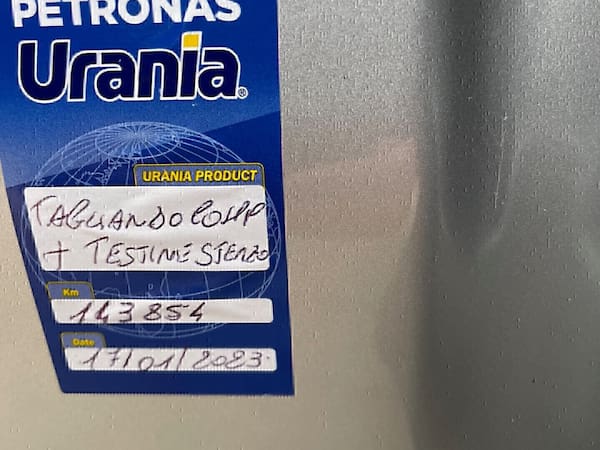 PETRONAS
Urania®
URANIA PRODUCT
TAGLIANDO COMP
+ TESTINE STERZO
Km
143854
Date
17/01/2023